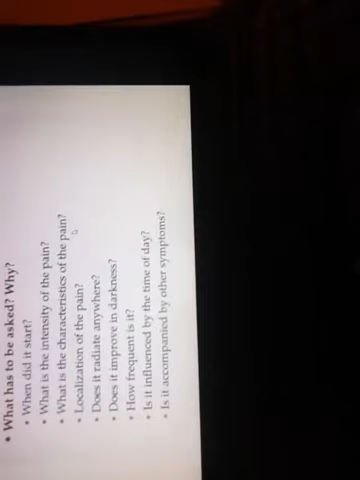 • What has to be asked? Why?
• When did it start?
• What is the intensity of the pain?
• What is the characteristics of the pain?
• Localization of the pain?
• Does it radiate anywhere?
• Does it improve in darkness?
• How frequent is it?
• Is it influenced by the time of day?
• Is it accompanied by other symptoms?